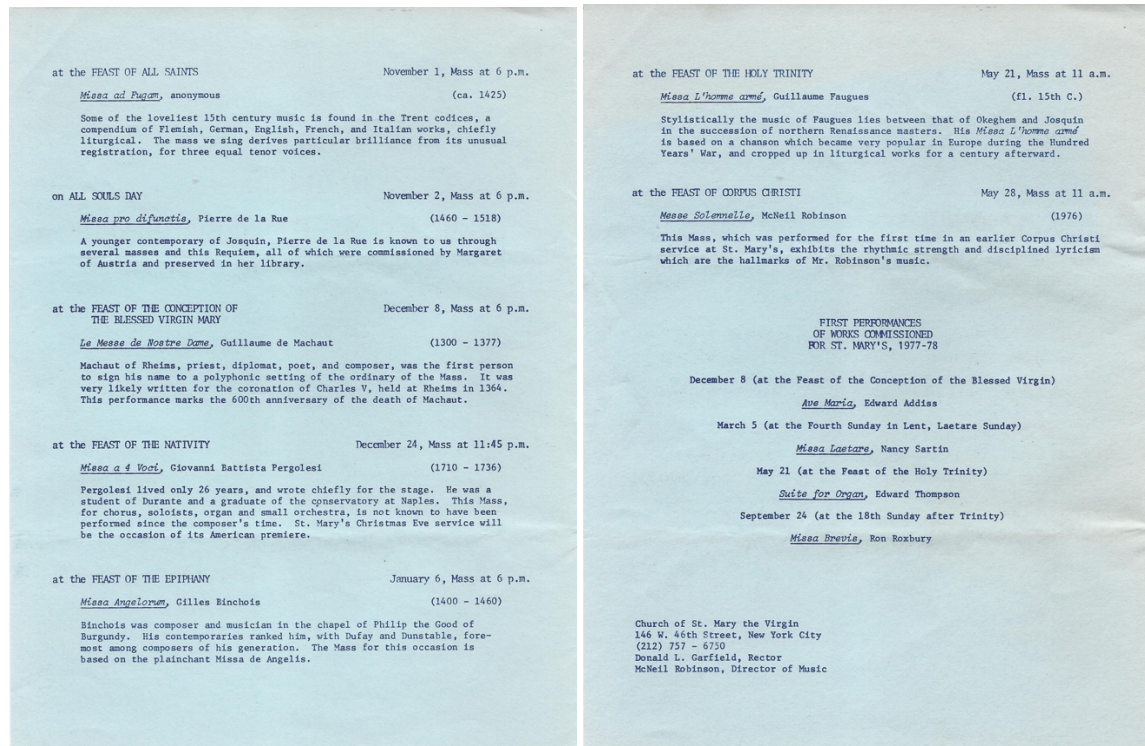 at the FEAST OF ALL SAINTS November 1, Mass at 6 p.m.
Missa ad Fugam, anonymous (ca. 1425)
Some of the loveliest 15th century music is found in the Trent codices, a
compendium of Flemish, German, English, French, and Italian works, chiefly
liturgical. The mass we sing derives particular brilliance from its unusual
registration, for three equal tenor voices.
on ALL SOULS DAY November 2, Mass at 6 p.m.
Missa pro difunctis, Pierre de la Rue (1460 - 1518)
A younger contemporary of Josquin, Pierre de la Rue is known to us through
several masses and this Requiem, all of which were commissioned by Margaret
of Austria and preserved in her library.
at the FEAST OF THE CONCEPTION OF December 8, Mass at 6 p.m.
THE BLESSED VIRGIN MARY
Le Messe de Nostre Dame, Guillaume de Machaut (1300 - 1377)
Machaut of Rheims, priest, diplomat, poet, and composer, was the first person
to sign his name to a polyphonic setting of the ordinary of the Mass. It was
very likely written for the coronation of Charles V, held at Rheims in 1364.
This performance marks the 600th anniversary of the death of Machaut.
at the FEAST OF THE NATIVITY December 24, Mass at 11:45 p.m.
Missa a 4 Voci, Giovanni Battista Pergolesi (1710 - 1736)
Pergolesi lived only 26 years, and wrote chiefly for the stage. He was a
student of Durante and a graduate of the conservatory at Naples. This Mass,
for chorus, soloists, organ and small orchestra, is not known to have been
performed since the composer's time. St. Mary's Christmas Eve service will
be the occasion of its American premiere.
at the FEAST OF THE EPIPHANY January 6, Mass at 6 p.m.
Missa Angelorum, Gilles Binchois (1400 - 1460)
Binchois was composer and musician in the chapel of Philip the Good of
Burgundy. His contemporaries ranked him, with Dufay and Dunstable, fore-
most among composers of his generation. The Mass for this occasion is
based on the plainchant Missa de Angelis.
at the FEAST OF THE HOLY TRINITY May 21, Mass at 11 a.m.
Missa L'homme armé, Guillaume Faugues (fl. 15th C.)
Stylistically the music of Faugues lies between that of Okeghem and Josquin
in the succession of northern Renaissance masters. His Missa L'homme armé
is based on a chanson which became very popular in Europe during the Hundred
Years' War, and cropped up in liturgical works for a century afterward.
at the FEAST OF CORPUS CHRISTI May 28, Mass at 11 a.m.
Messe Solennelle, McNeil Robinson (1976)
This Mass, which was performed for the first time in an earlier Corpus Christi
service at St. Mary's, exhibits the rhythmic strength and disciplined lyricism
which are the hallmarks of Mr. Robinson's music.
FIRST PERFORMANCES
OF WORKS COMMISSIONED
FOR ST. MARY'S, 1977-78
December 8 (at the Feast of the Conception of the Blessed Virgin)
Ave Maria, Edward Addiss
March 5 (at the Fourth Sunday in Lent, Laetare Sunday)
Missa Laetare, Nancy Sartin
May 21 (at the Feast of the Holy Trinity)
Suite for Organ, Edward Thompson
September 24 (at the 18th Sunday after Trinity)
Missa Brevis, Ron Roxbury
Church of St. Mary the Virgin
146 W. 46th Street, New York City
(212) 757 - 6750
Donald L. Garfield, Rector
McNeil Robinson, Director of Music